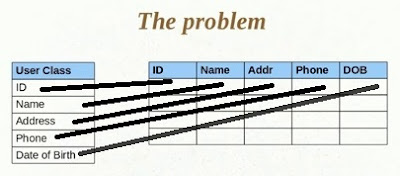 The problem
User Class
ID
Name
Address
Phone
Date of Birth
ID Name Addr Phone DOB